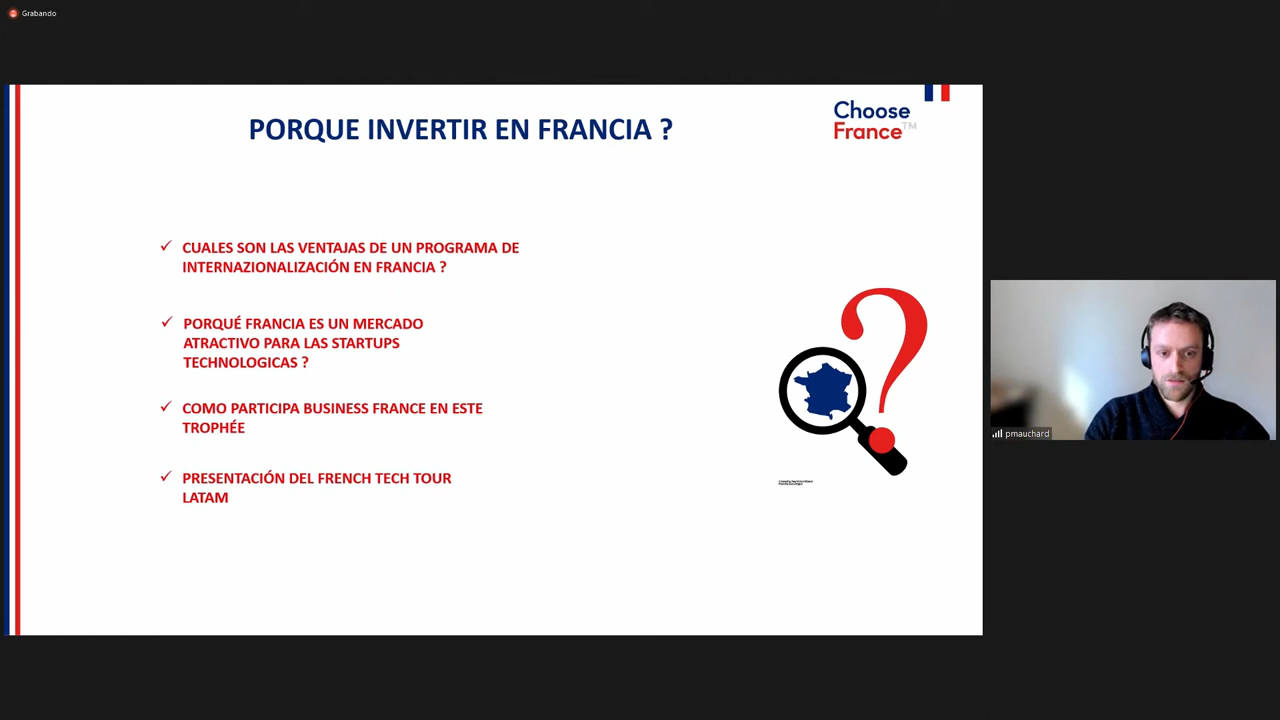 Grabando
PORQUE INVERTIR EN FRANCIA ?
Choose
France™
CUALES SON LAS VENTAJAS DE UN PROGRAMA DE
INTERNAZIONALIZACIÓN EN FRANCIA ?
PORQUÉ FRANCIA ES UN MERCADO
ATRACTIVO PARA LAS STARTUPS
TECHNOLOGICAS ?
COMO PARTICIPA BUSINESS FRANCE EN ESTE
TROPHÉE
PRESENTACIÓN DEL FRENCH TECH TOUR
LATAM
pmauchard